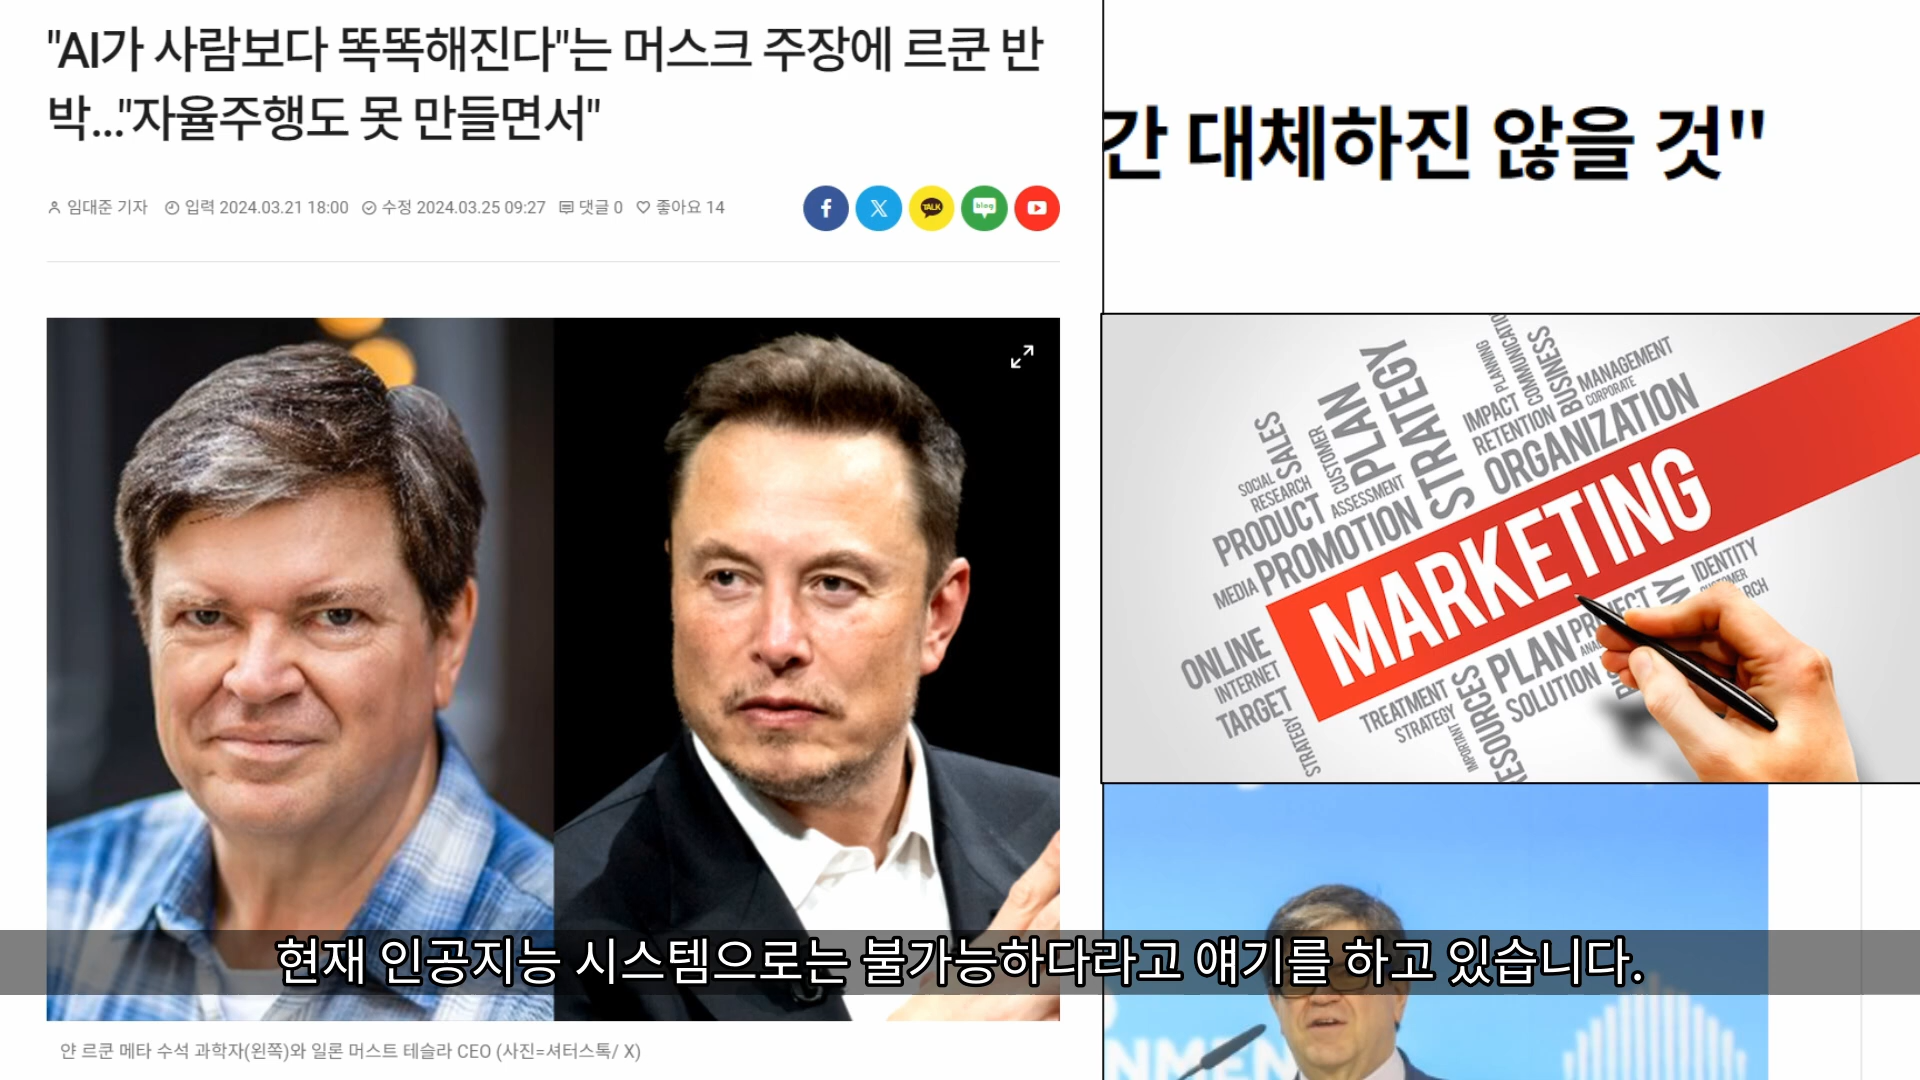 "AI가 사람보다 똑똑해진다"는 머스크 주장에 르쿤 반
박..."자율주행도 못 만들면서"
임대준 기자 입력 2024.03.21 18:00 수정 2024.03.25 09:27 댓글 0 좋아요 14
f X TALK blog
간 대체하진 않을 것"
SOCIAL
SALES
RESEARCH
CUSTOMER
PLAN
STRATEGY
PLANNING
COMMUNICATION
BUSINESS
MANAGEMENT
CORPORATE
IMPACT
RETENTION
ORGANIZATION
PRODUCT
ASSESSMENT
MEDIA
PROMOTION
MARKETING
IDENTITY
ONLINE
INTERNET
TARGET
STRATEGY
TREATMENT
STRATEGY
IMPORTANT
RESOURCES
PLAN
SOLUTION
현재 인공지능 시스템으로는 불가능하다라고 얘기를 하고 있습니다.
얀 르쿤 메타 수석 과학자(왼쪽)와 일론 머스트 테슬라 CEO (사진=셔터스톡/ X)